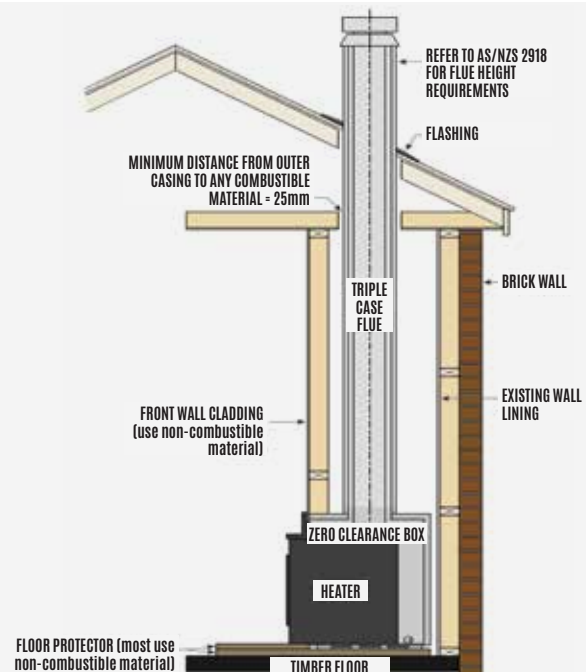 REFER TO AS/NZS 2918
FOR FLUE HEIGHT
REQUIREMENTS
FLASHING
MINIMUM DISTANCE FROM OUTER
CASING TO ANY COMBUSTIBLE
MATERIAL = 25mm
BRICK WALL
TRIPLE
CASE
FLUE
EXISTING WALL
LINING
FRONT WALL CLADDING
(use non-combustible
material)
ZERO CLEARANCE BOX
HEATER
FLOOR PROTECTOR (most use
non-combustible material)
TIMBER FLOOR